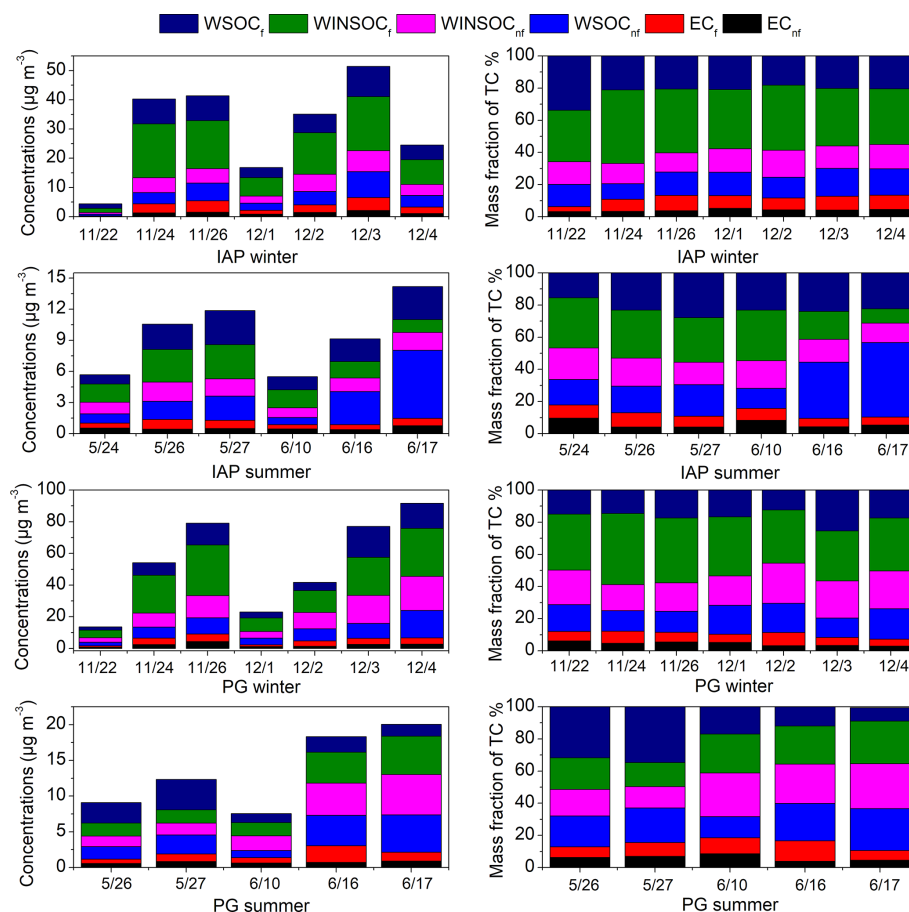 WSOCf WINSOCf WINSOCnf WSOCnf ECf ECnf
Concentrations (µg m-3)
50
40
30
20
10
0
11/22 11/24 11/26 12/1 12/2 12/3 12/4
IAP winter
Mass fraction of TC %
100
80
60
40
20
0
11/22 11/24 11/26 12/1 12/2 12/3 12/4
IAP winter
Concentrations (µg m-3)
15
12
9
6
3
0
5/24 5/26 5/27 6/10 6/16 6/17
IAP summer
Mass fraction of TC %
100
80
60
40
20
0
5/24 5/26 5/27 6/10 6/16 6/17
IAP summer
Concentrations (µg m-3)
100
80
60
40
20
0
11/22 11/24 11/26 12/1 12/2 12/3 12/4
PG winter
Mass fraction of TC %
100
80
60
40
20
0
11/22 11/24 11/26 12/1 12/2 12/3 12/4
PG winter
Concentrations (µg m-3)
20
15
10
5
0
5/26 5/27 6/10 6/16 6/17
PG summer
Mass fraction of TC %
100
80
60
40
20
0
5/26 5/27 6/10 6/16 6/17
PG summer